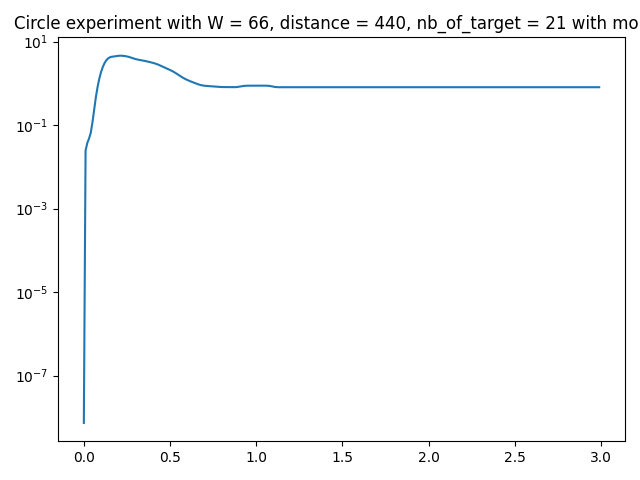 Circle experiment with W = 66, distance = 440, nb_of_target = 21 with mo
10^1
10^-1
10^-3
10^-5
10^-7
0.0 0.5 1.0 1.5 2.0 2.5 3.0